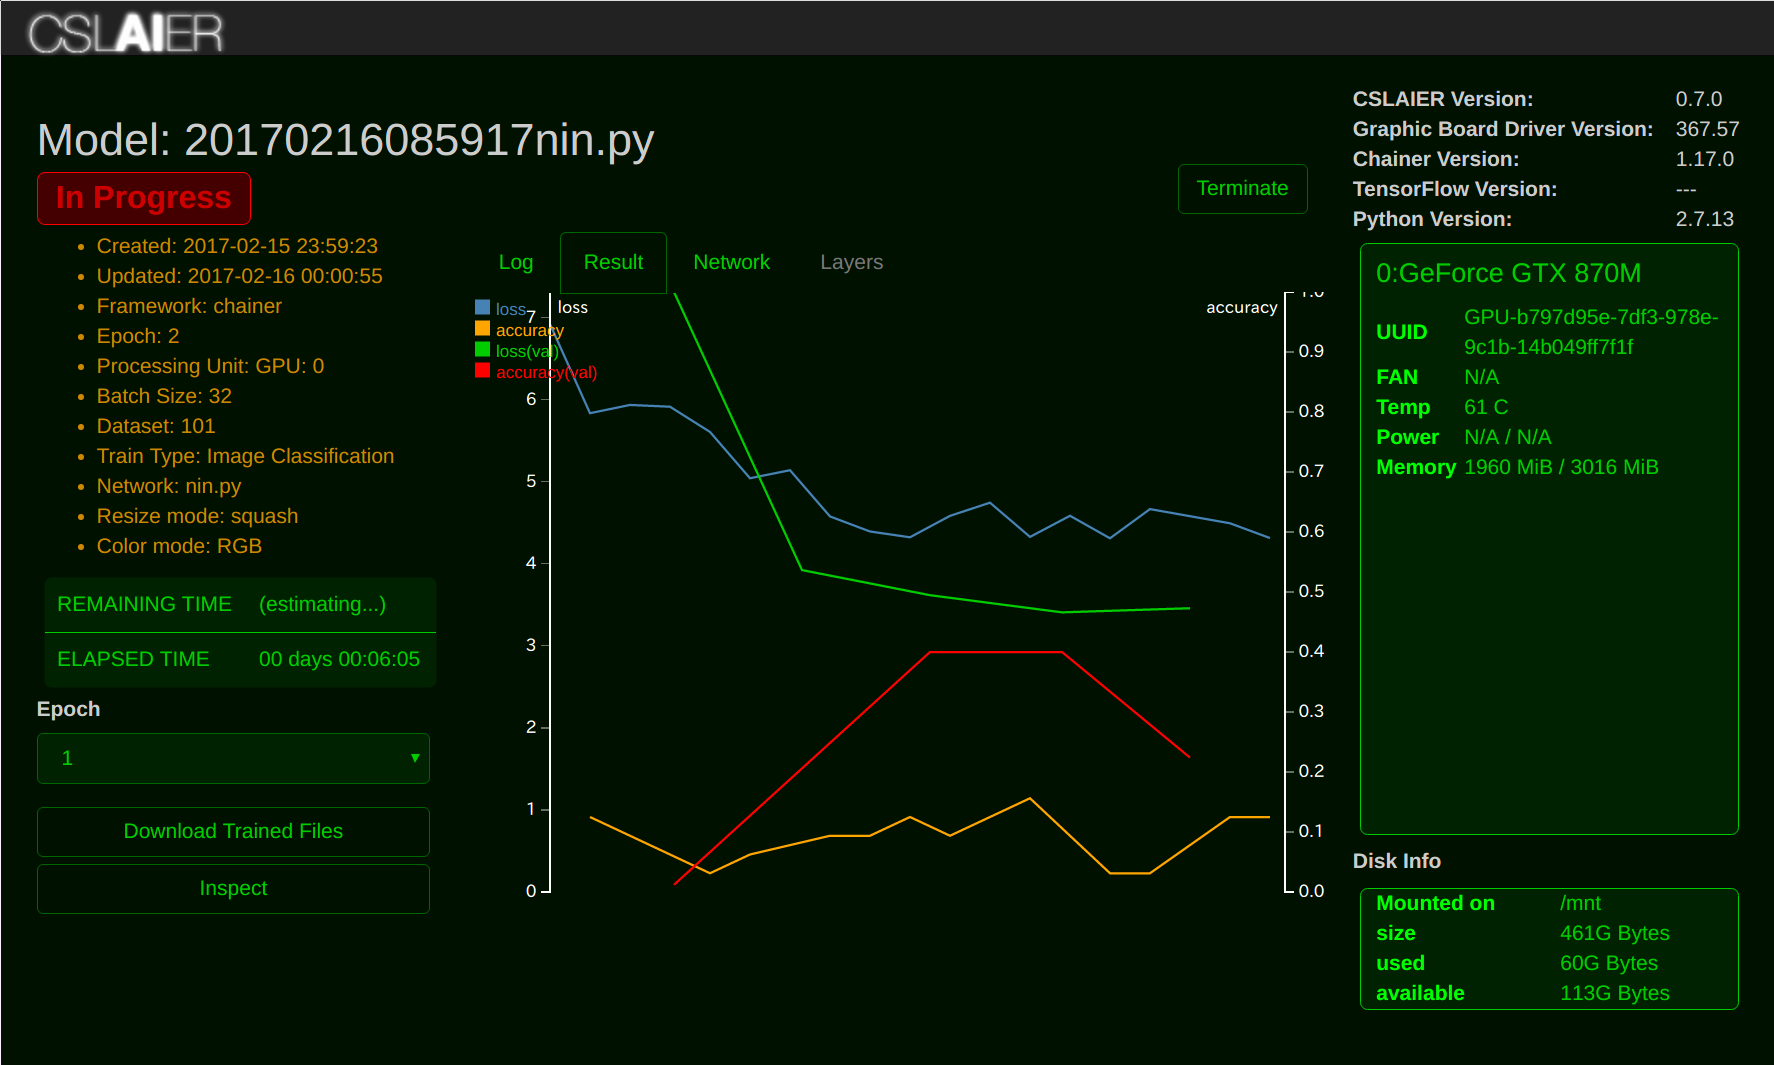 CSLAIER
Model: 20170216085917nin.py
In Progress
Terminate
Created: 2017-02-15 23:59:23
Updated: 2017-02-16 00:00:55
Framework: chainer
Epoch: 2
Processing Unit: GPU: 0
Batch Size: 32
Dataset: 101
Train Type: Image Classification
Network: nin.py
Resize mode: squash
Color mode: RGB
REMAINING TIME (estimating...)
ELAPSED TIME 00 days 00:06:05
Epoch
1
Download Trained Files
Inspect
Log Result Network Layers
loss
accuracy
loss(val)
accuracy(val)
loss
7
6
5
4
3
2
1
0
accuracy
1.0
0.9
0.8
0.7
0.6
0.5
0.4
0.3
0.2
0.1
0.0
CSLAIER Version: 0.7.0
Graphic Board Driver Version: 367.57
Chainer Version: 1.17.0
TensorFlow Version: ---
Python Version: 2.7.13
0:GeForce GTX 870M
UUID GPU-b797d95e-7df3-978e-
9c1b-14b049ff7f1f
FAN N/A
Temp 61 C
Power N/A / N/A
Memory 1960 MiB / 3016 MiB
Disk Info
Mounted on /mnt
size 461G Bytes
used 60G Bytes
available 113G Bytes